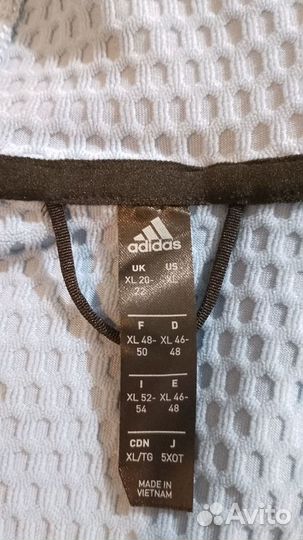 adidas
UK US
XL 20- XL
22
F D
XL 48- XL 46-
50 48
I E
XL 52- XL 46-
54 48
CDN J
XL/TG 5XOT
MADE IN
VIETNAM
Avito